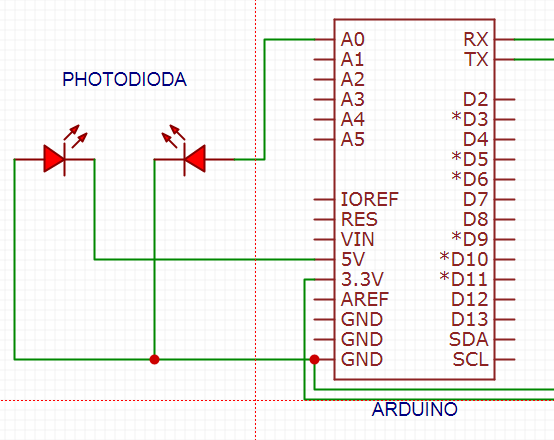 PHOTODIODA
A0
A1
A2
A3
A4
A5
IOREF
RES
VIN
5V
3.3V
AREF
GND
GND
GND
RX
TX
D2
*D3
D4
*D5
*D6
D7
D8
*D9
*D10
*D11
D12
D13
SDA
SCL
ARDUINO